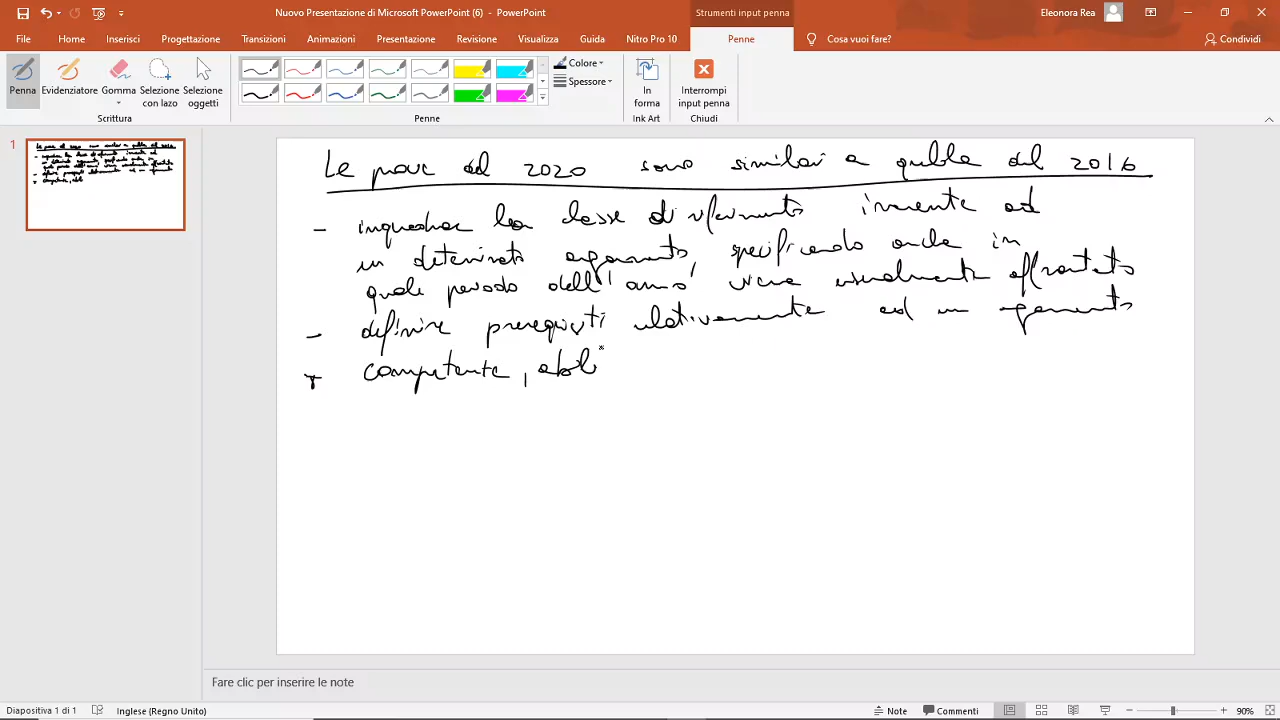 Nuovo Presentazione di Microsoft PowerPoint (6) - PowerPoint
Strumenti input penna
Eleonora Rea
File Home Inserisci Progettazione Transizioni Animazioni Presentazione Revisione Visualizza Guida Nitro Pro 10 Penne Cosa vuoi fare? Condividi
Penna Evidenziatore Gomma Selezione con lazo Selezione oggetti
Colore
Spessore
In forma
Interrompi input penna
Scrittura Penne Ink Art Chiudi
1
Le prove del 2020 sono similari a quelle del 2016
- inquadrare la classe di riferimento inerente ad
un determinato argomento, specificando anche in
quale periodo dell'anno viene usualmente affrontato
- definire prerequisiti relativamente ad un argomento
competenze, abil
Fare clic per inserire le note
Diapositiva 1 di 1 Inglese (Regno Unito) Note Commenti 90%